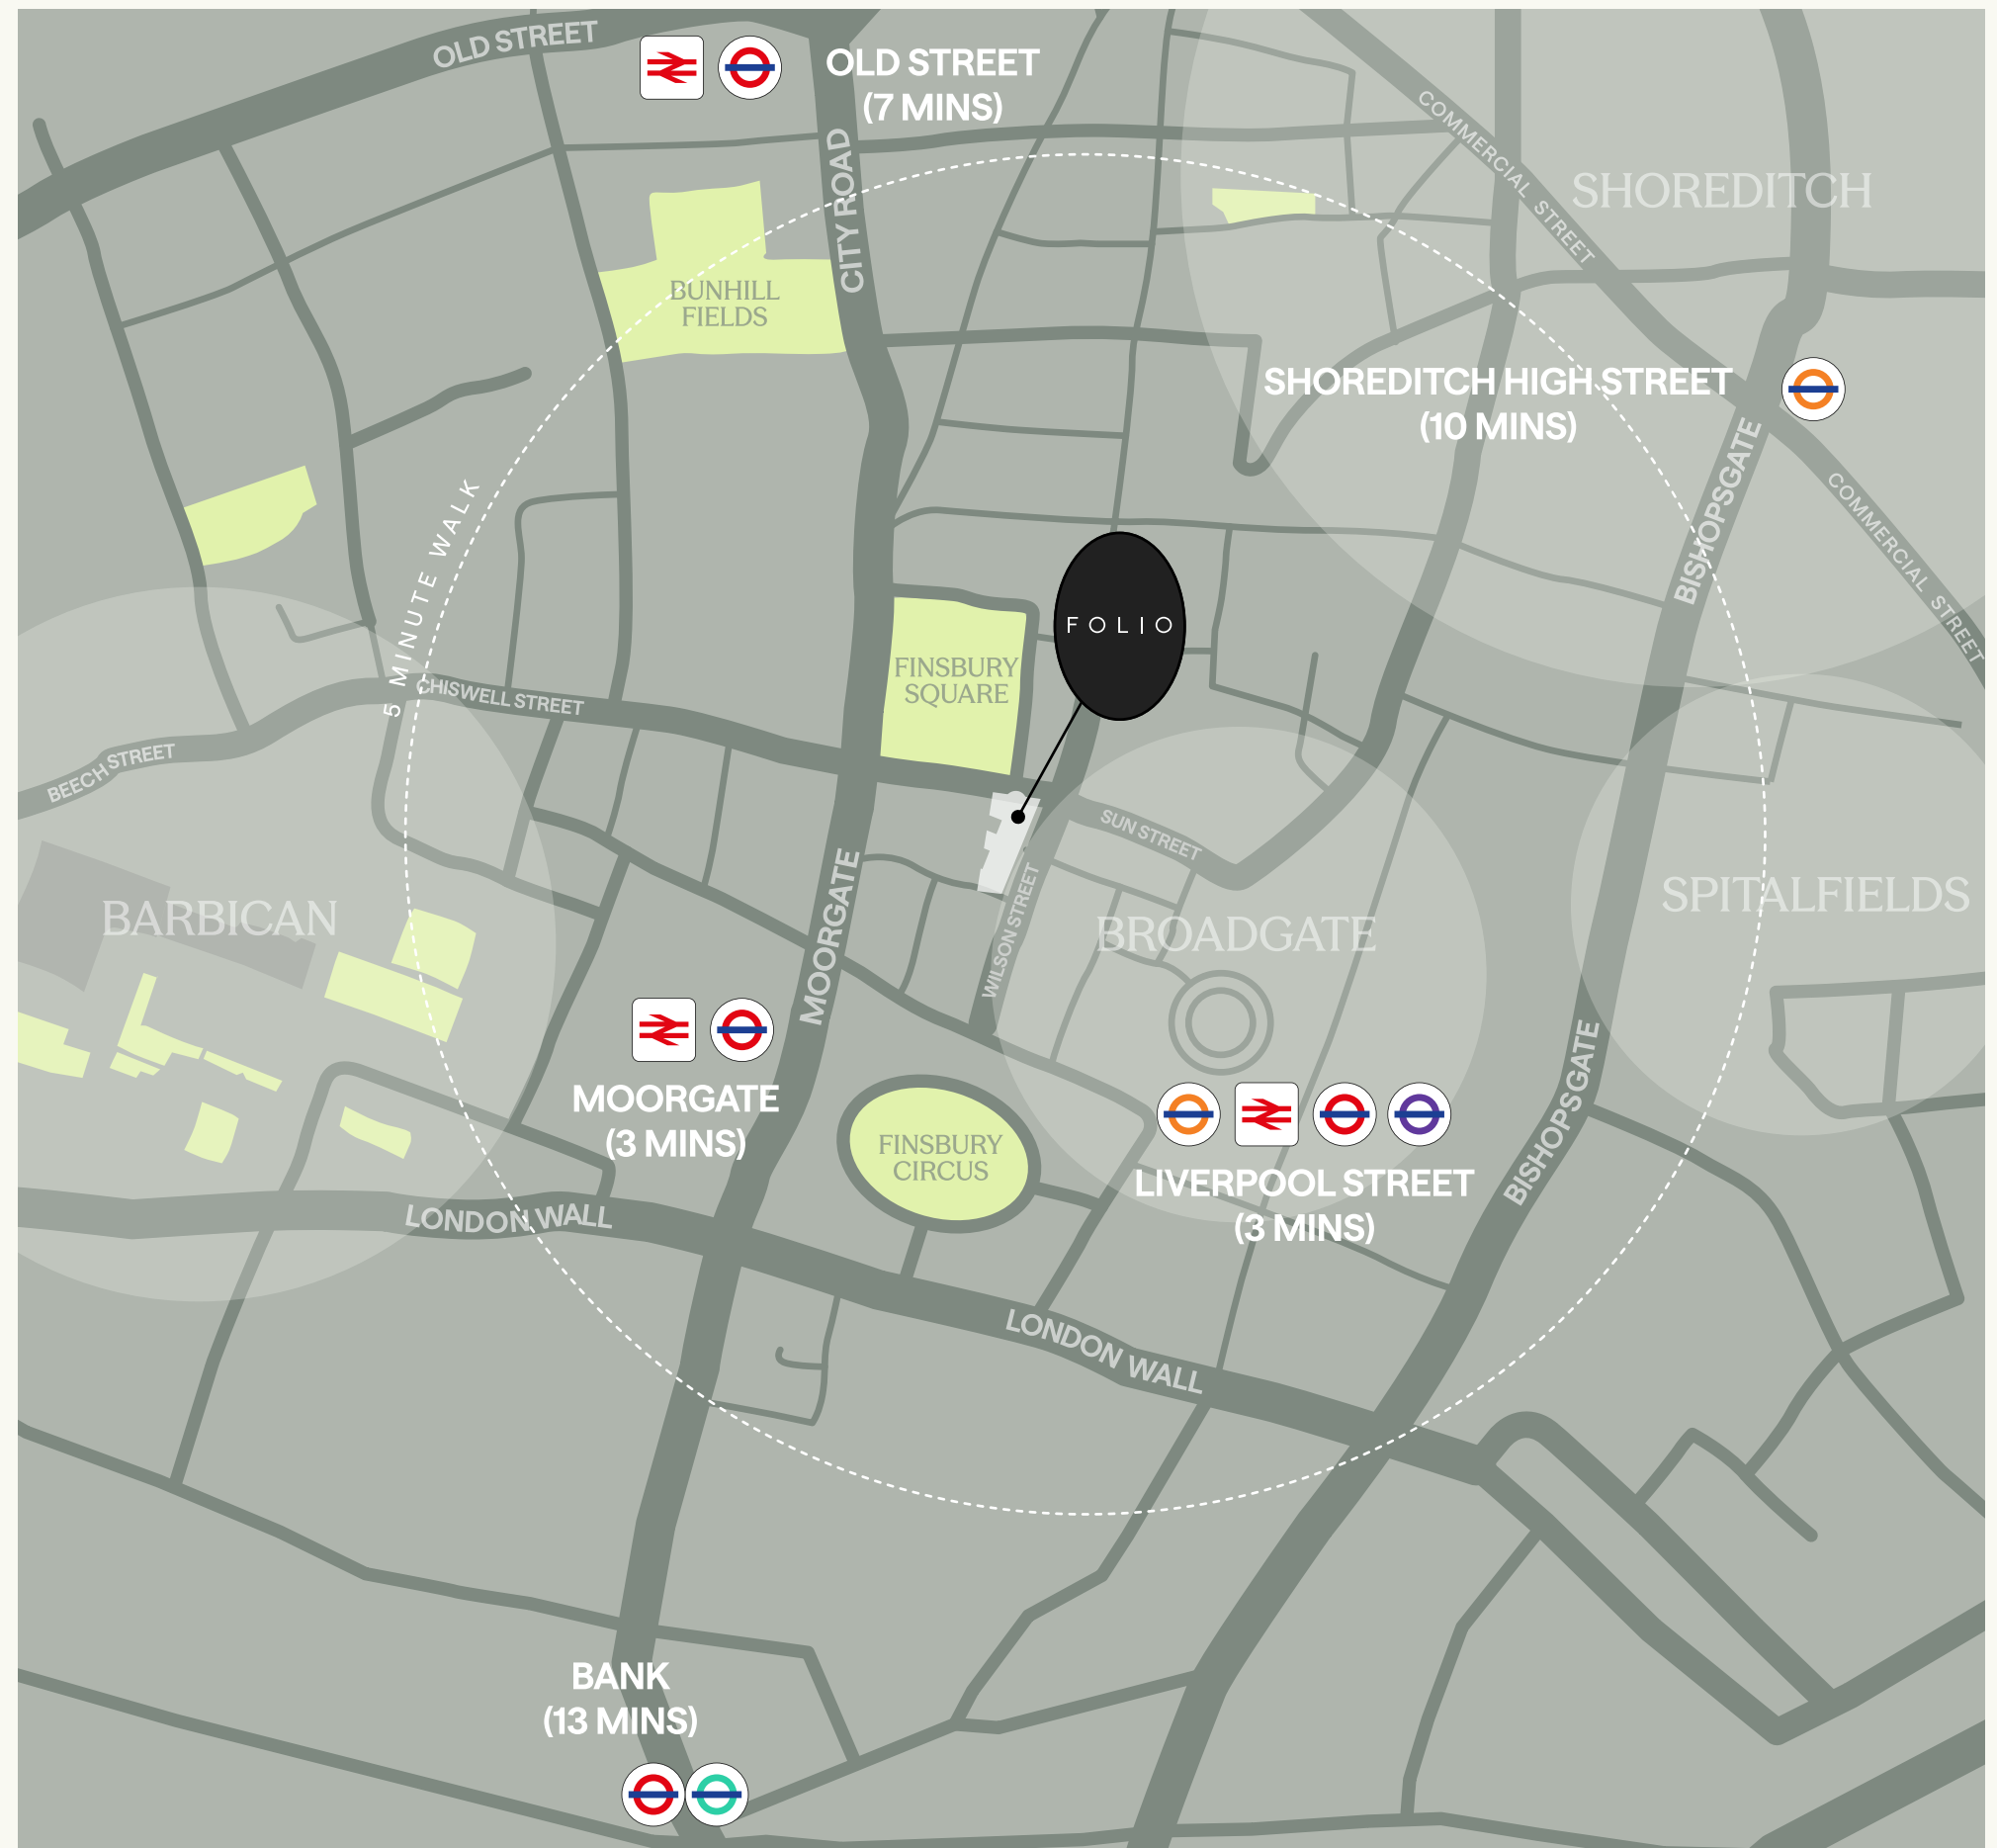 OLD STREET
OLD STREET
(7 MINS)
CITY ROAD
COMMERCIAL STREET
SHOREDITCH
BUNHILL
FIELDS
SHOREDITCH HIGH STREET
(10 MINS)
BISHOPSGATE
COMMERCIAL STREET
5 MINUTE WALK
FOLIO
FINSBURY
SQUARE
CHISWELL STREET
BEECH STREET
SUN STREET
MOORGATE
WILSON STREET
BARBICAN
BROADGATE
SPITALFIELDS
MOORGATE
(3 MINS)
FINSBURY
CIRCUS
LIVERPOOL STREET
(3 MINS)
BISHOPSGATE
LONDON WALL
LONDON WALL
BANK
(13 MINS)